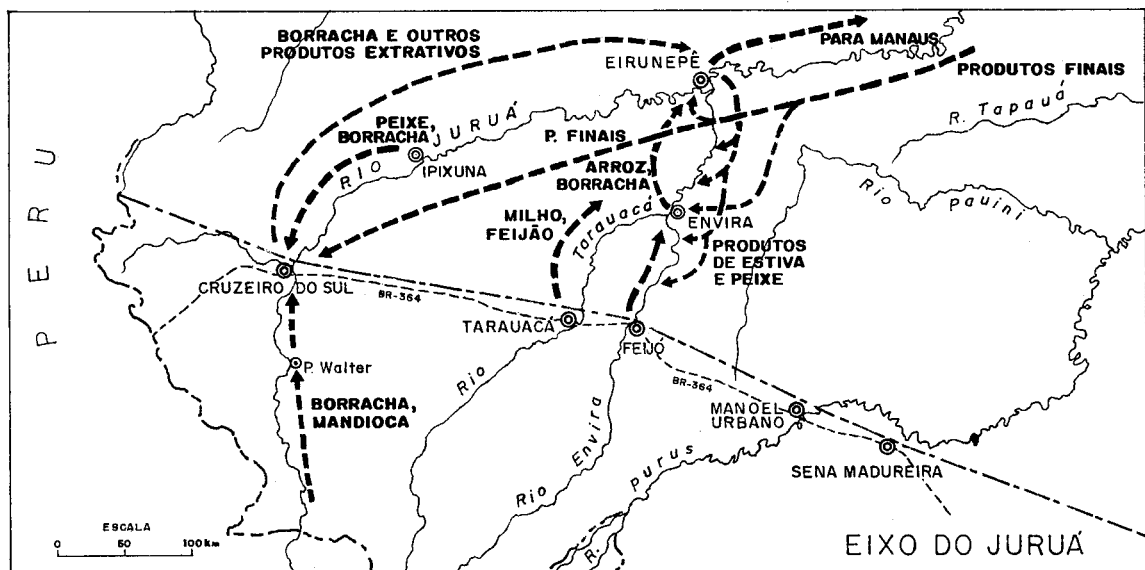 BORRACHA E OUTROS
PRODUTOS EXTRATIVOS
PARA MANAUS
EIRUNEPÊ
PRODUTOS FINAIS
R. Tapauá
PEIXE,
BORRACHA
RIO JURUÁ
P. FINAIS
IPIXUNA
ARROZ,
BORRACHA
Rio Pauini
PERU
MILHO,
FEIJÃO
Tarauacá
ENVIRA
PRODUTOS
DE ESTIVA
E PEIXE
CRUZEIRO DO SUL
BR-364
TARAUACÁ
FEIJÓ
P. Walter
Rio
BR-364
BORRACHA,
MANDIOCA
MANOEL
URBANO
Rio Envira
R. Purus
SENA MADUREIRA
ESCALA
0 50 100km
EIXO DO JURUÁ